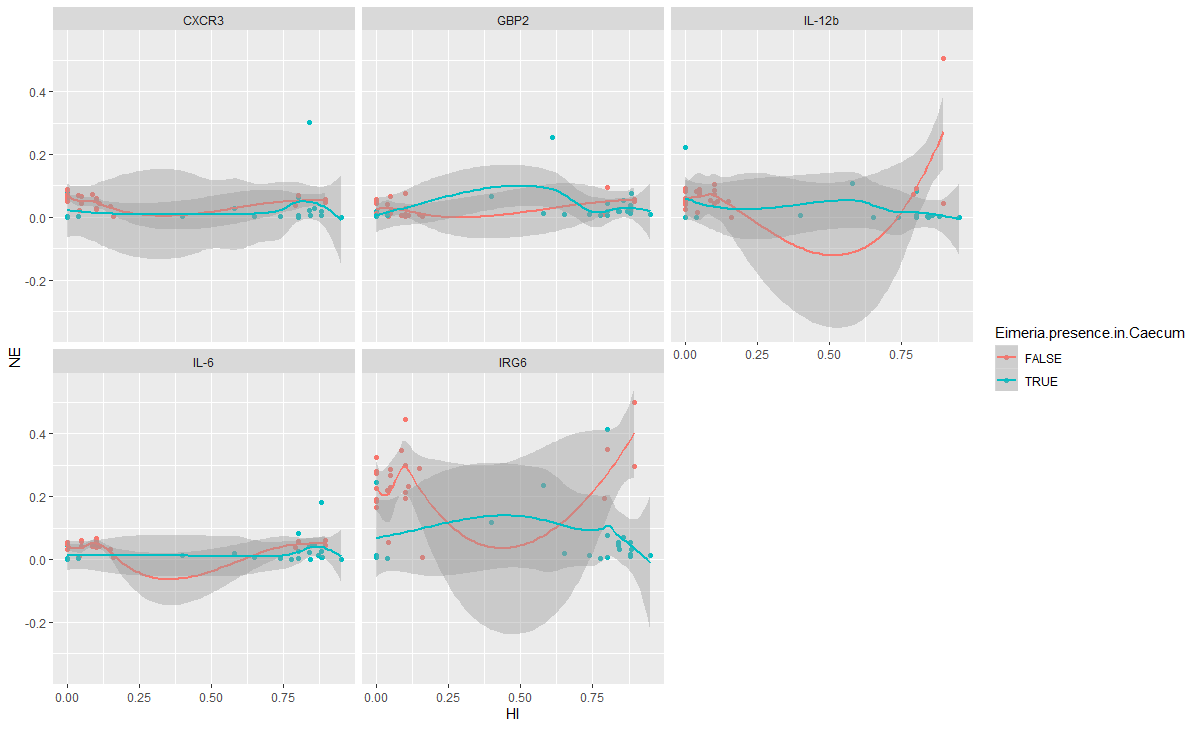 CXCR3 GBP2 IL-12b
0.4
0.2
0.0
-0.2
0.00 0.25 0.50 0.75
IL-6 IRG6
0.4
0.2
0.0
-0.2
0.00 0.25 0.50 0.75 0.00 0.25 0.50 0.75
HI
NE
Eimeria.presence.in.Caecum
FALSE
TRUE